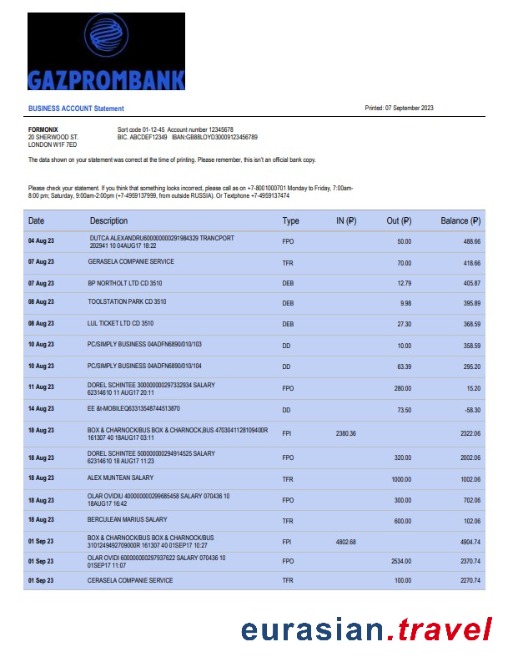 GAZPROMBANK
BUSINESS ACCOUNT Statement
Printed: 07 September 2023
FORMONIX
20 SHERWOOD ST.
LONDON W1F 7ED
Sort code 01-12-45 Account number 12345678
BIC. ABCDEF12349 IBAN:GB88LOYD30009123456789
The data shown on your statement was correct at the time of printing. Please remember, this isn't an official bank copy.
Please check your statement. If you think that something looks incorrect, please call as on +7-8001000701 Monday to Friday, 7:00am-
8:00 pm; Saturday, 9:00am-2:00pm (+7-4959137999, from outside RUSSIA). Or Textphone +7-4959137474
Date Description Type IN (₽) Out (₽) Balance (₽)
04 Aug 23 DUTCA ALEXANDRU600000000291984329 TRANCPORT FPO 50.00 488.66
202941 10 04AUG17 18:22
07 Aug 23 GERASELA COMPANIE SERVICE TFR 70.00 418.66
07 Aug 23 BP NORTHOLT LTD CD 3510 DEB 12.79 405.87
08 Aug 23 TOOLSTATION PARK CD 3510 DEB 9.98 395.89
08 Aug 23 LUL TICKET LTD CD 3510 DEB 27.30 368.59
10 Aug 23 PC/SIMPLY BUSINESS 04ADFN6890/010/103 DD 10.00 358.59
10 Aug 23 PC/SIMPLY BUSINESS 04ADFN6890/010/104 DD 63.39 295.20
11 Aug 23 DOREL SCHINTEE 300000000297332934 SALARY FPO 280.00 15.20
62314610 11 AUG17 20:11
14 Aug 23 EE &t-MOBILEQ63313548744513870 DD 73.50 -58.30
18 Aug 23 BOX & CHARNOCK/BUS BOX & CHARNOCK,BUS 4703041128109400R FPI 2380.36 2322.06
161307 40 18AUG17 03:11
18 Aug 23 DOREL SCHINTEE 500000000294914525 SALARY FPO 320.00 2002.06
62314610 18 AUG17 11:23
18 Aug 23 ALEX MUNTEAN SALARY TFR 1000.00 1002.06
18 Aug 23 OLAR OVIDIU 400000000299685458 SALARY 070436 10 FPO 300.00 702.06
18AUG17 16:42
18 Aug 23 BERCULEAN MARIUS SALARY TFR 600.00 102.06
01 Sep 23 BOX & CHARNOCK/BUS BOX & CHARNOCK/BUS FPI 4802.68 4904.74
3101249492709000R 161307 40 01SEP17 10:27
01 Sep 23 OLAR OVIDI 600000000297937622 SALARY 070436 10 FPO 2534.00 2370.74
01SEP17 11:07
01 Sep 23 CERASELA COMPANIE SERVICE TFR 100.00 2270.74
eurasian.travel